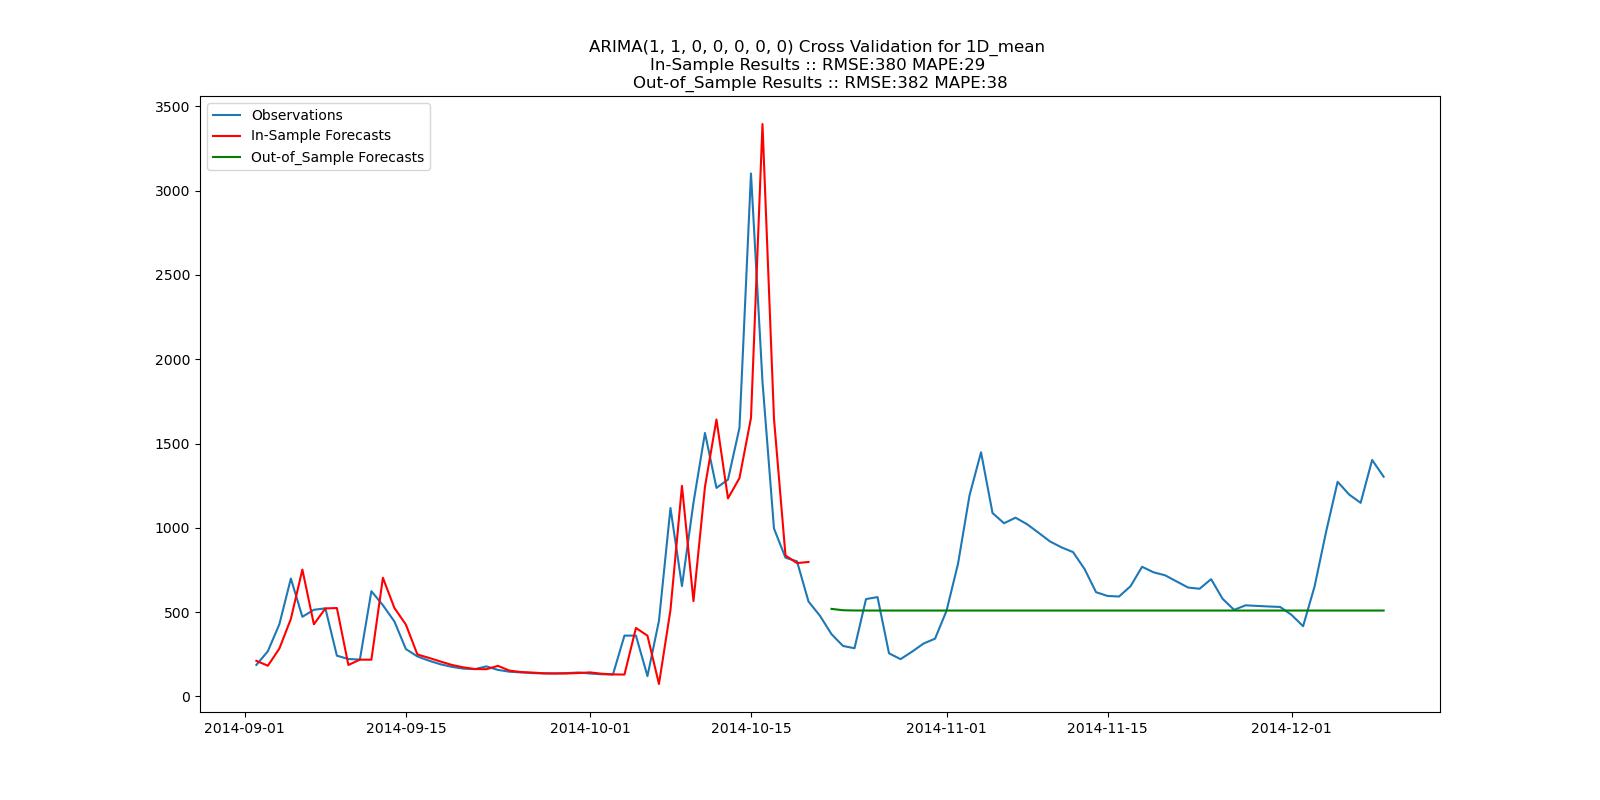 ARIMA(1, 1, 0, 0, 0, 0, 0) Cross Validation for 1D_mean
In-Sample Results :: RMSE:380 MAPE:29
Out-of_Sample Results :: RMSE:382 MAPE:38
Observations
In-Sample Forecasts
Out-of_Sample Forecasts
3500
3000
2500
2000
1500
1000
500
0
2014-09-01
2014-09-15
2014-10-01
2014-10-15
2014-11-01
2014-11-15
2014-12-01